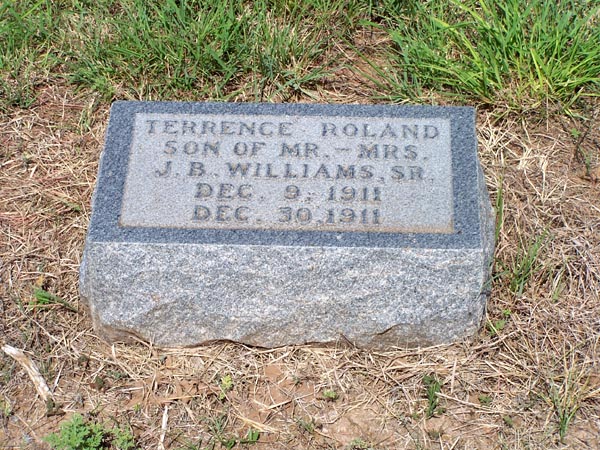 TERRENCE ROLAND
SON OF MR.-MRS.
J. B. WILLIAMS, SR.
DEC. 9, 1911
DEC. 30, 1911